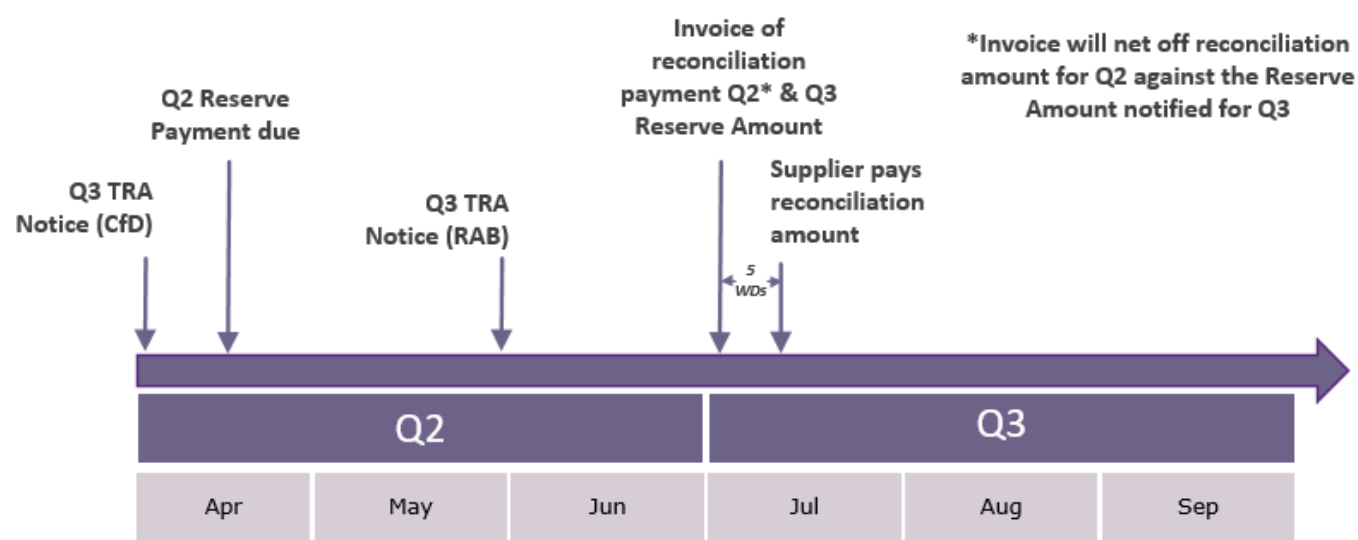 Q3 TRA
Notice (CfD)
Q2 Reserve
Payment due
Q3 TRA
Notice (RAB)
Invoice of
reconciliation
payment Q2* & Q3
Reserve Amount
5
WDs
Supplier pays
reconciliation
amount
*Invoice will net off reconciliation
amount for Q2 against the Reserve
Amount notified for Q3
Q2
Q3
Apr
May
Jun
Jul
Aug
Sep